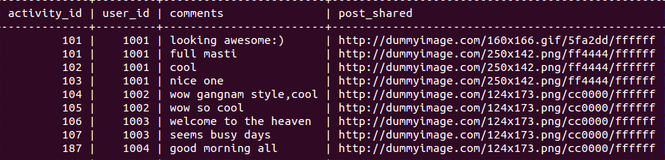 activity_id | user_id | comments | post_shared
101 | 1001 | looking awesome:) | http://dummyimage.com/160x166.gif/5fa2dd/ffffff
101 | 1001 | full masti | http://dummyimage.com/250x142.png/ff4444/ffffff
102 | 1001 | cool | http://dummyimage.com/250x142.png/ff4444/ffffff
103 | 1001 | nice one | http://dummyimage.com/250x142.png/ff4444/ffffff
104 | 1002 | wow gangnam style,cool | http://dummyimage.com/124x173.png/cc0000/ffffff
105 | 1002 | wow so cool | http://dummyimage.com/124x173.png/cc0000/ffffff
106 | 1003 | welcome to the heaven | http://dummyimage.com/124x173.png/cc0000/ffffff
107 | 1003 | seems busy days | http://dummyimage.com/124x173.png/cc0000/ffffff
187 | 1004 | good morning all | http://dummyimage.com/124x173.png/cc0000/ffffff